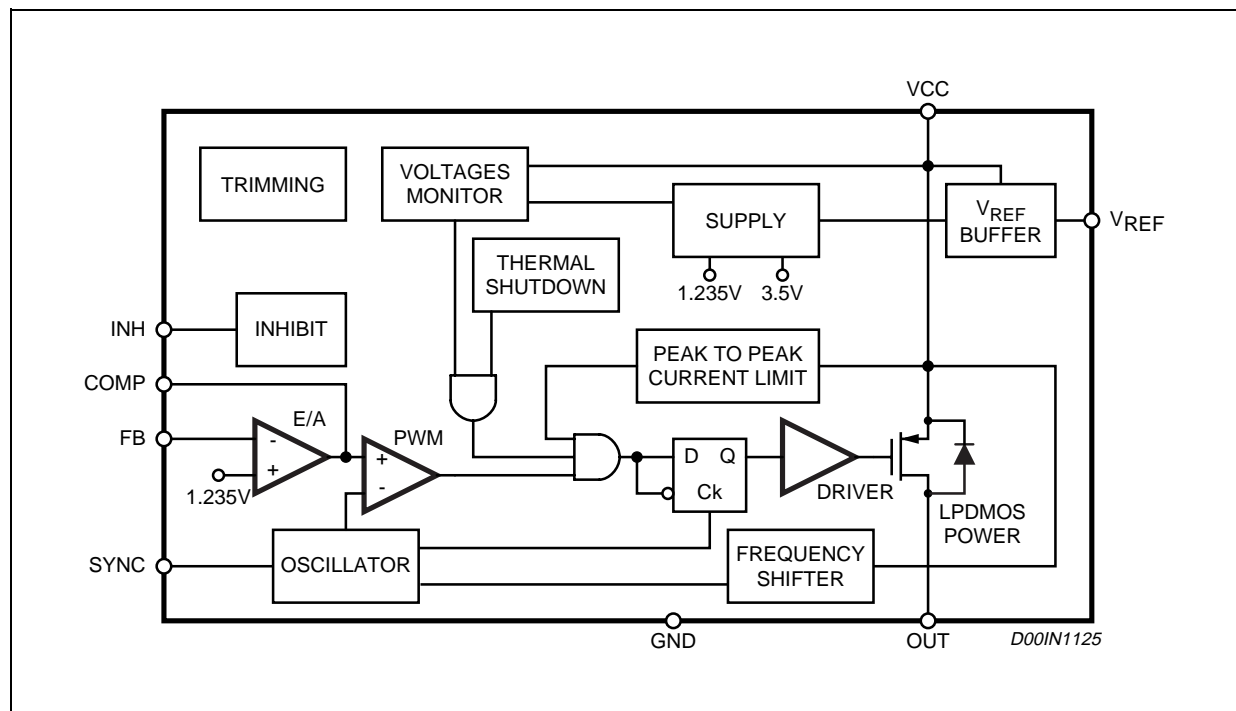 VCC
TRIMMING
VOLTAGES
MONITOR
SUPPLY
VREF
BUFFER
VREF
THERMAL
SHUTDOWN
1.235V
3.5V
INH
INHIBIT
PEAK TO PEAK
CURRENT LIMIT
COMP
E/A
FB
-
+
1.235V
PWM
+
-
D
Q
Ck
DRIVER
LPDMOS
POWER
SYNC
OSCILLATOR
FREQUENCY
SHIFTER
GND
OUT
D00IN1125